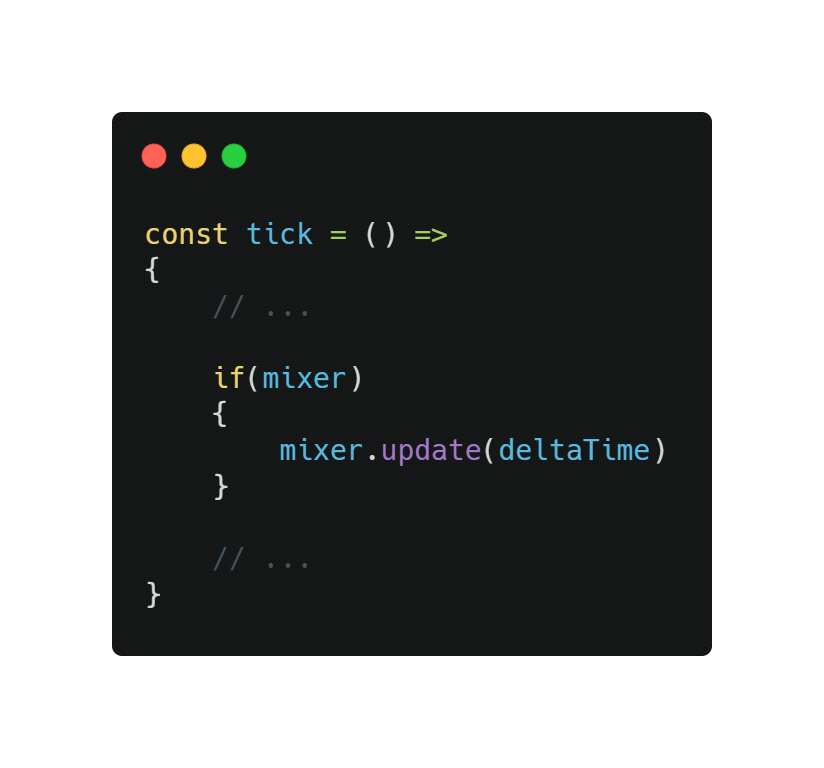 const tick = () =>
{
    // ...

    if(mixer)
    {
        mixer.update(deltaTime)
    }

    // ...
}